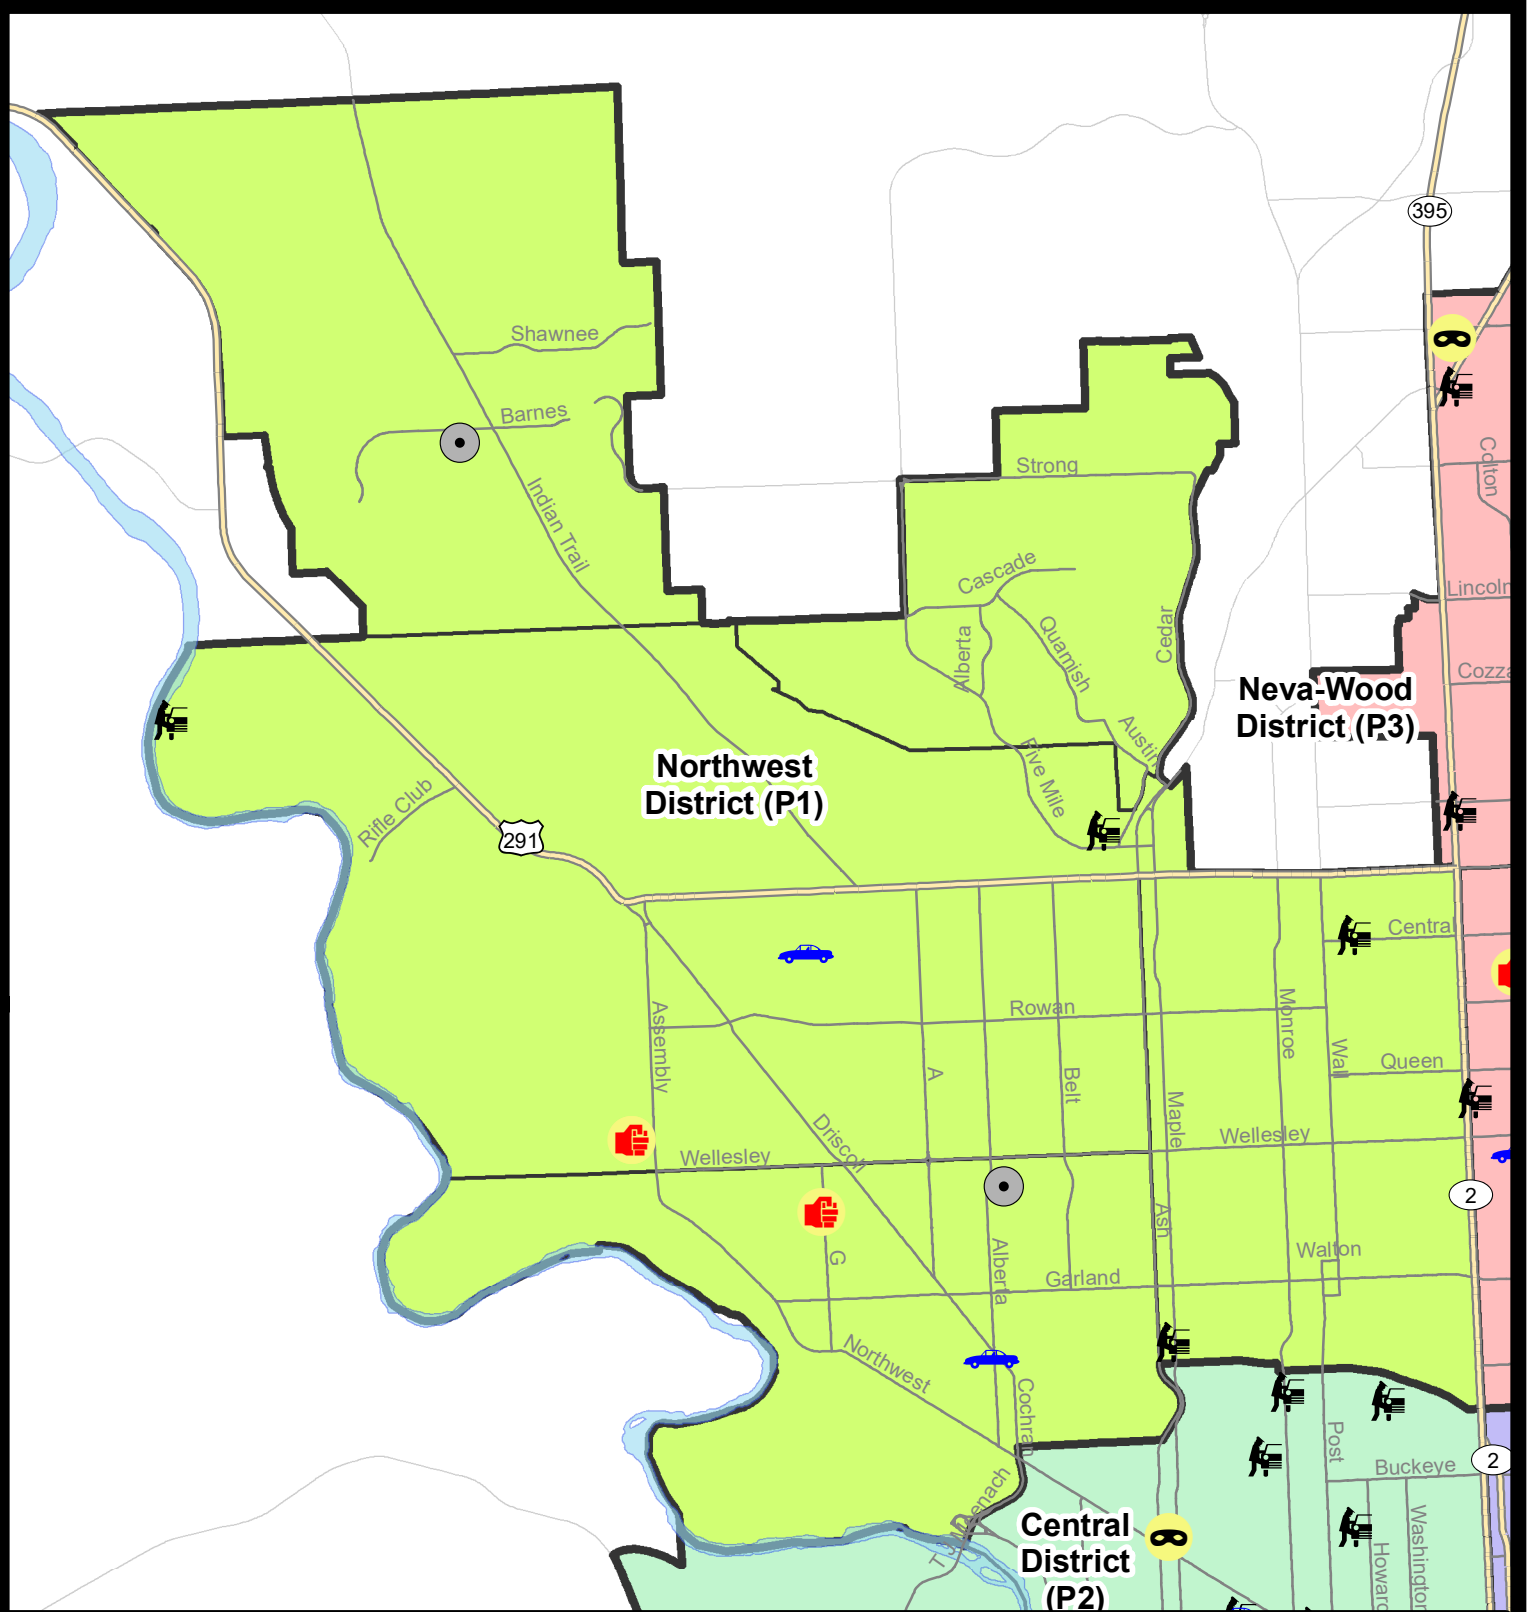 395
Shawnee
Barnes
Colton
Strong
Indian Trail
Cascade
Lincoln
Alberta
Quamish
Cedar
Cozza
Neva-Wood
District (P3)
Austin
Northwest
District (P1)
Five Mile
Rifle Club
291
Central
Assembly
Rowan
Monroe
Wall
Queen
A
Belt
Maple
Driscoll
Wellesley
Wellesley
2
Ash
G
Alberta
Walton
Garland
Northwest
Cochran
Post
Buckeye
2
Central
District
(P2)
Howard
Washington